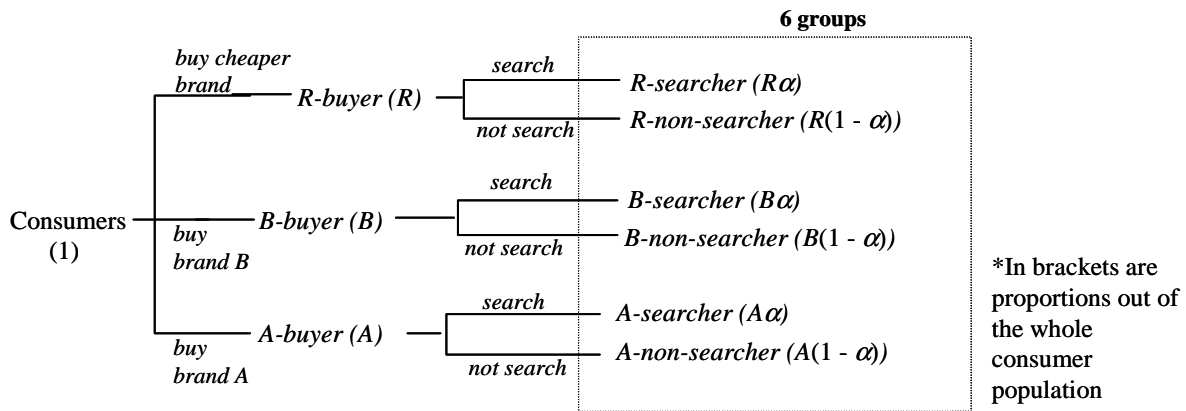 6 groups
buy cheaper
brand
R-buyer (R)
search
not search
R-searcher (Rα)
R-non-searcher (R(1 - α))
Consumers
(1)
buy
brand B
B-buyer (B)
search
not search
B-searcher (Bα)
B-non-searcher (B(1 - α))
buy
brand A
A-buyer (A)
search
not search
A-searcher (Aα)
A-non-searcher (A(1 - α))
*In brackets are
proportions out of
the whole
consumer
population